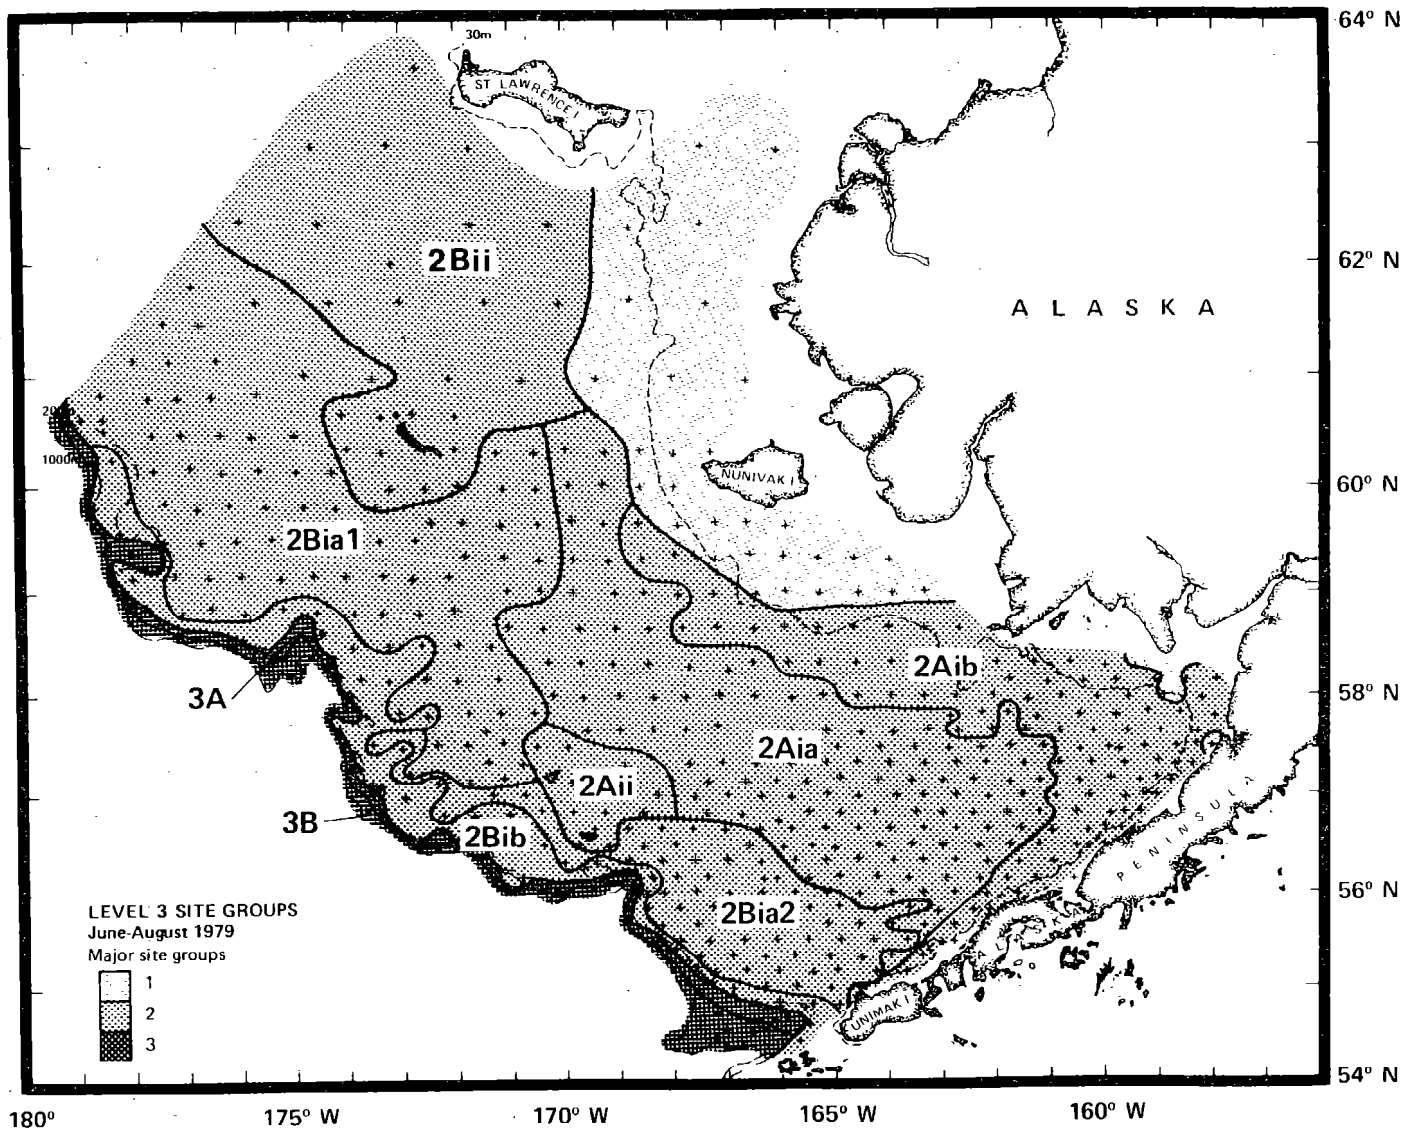 64° N
30m
ST LAWRENCE I
62° N
2Bii
ALASKA
1000m
NUNIVAK I
60° N
2Bia1
2Aib
3A
58° N
2Aia
2Aii
3B
2Bib
PENINSULA
56° N
2Bia2
ALASKA
LEVEL 3 SITE GROUPS
June-August 1979
Major site groups
1
2
3
UNIMAK I
54° N
180°
175° W
170° W
165° W
160° W